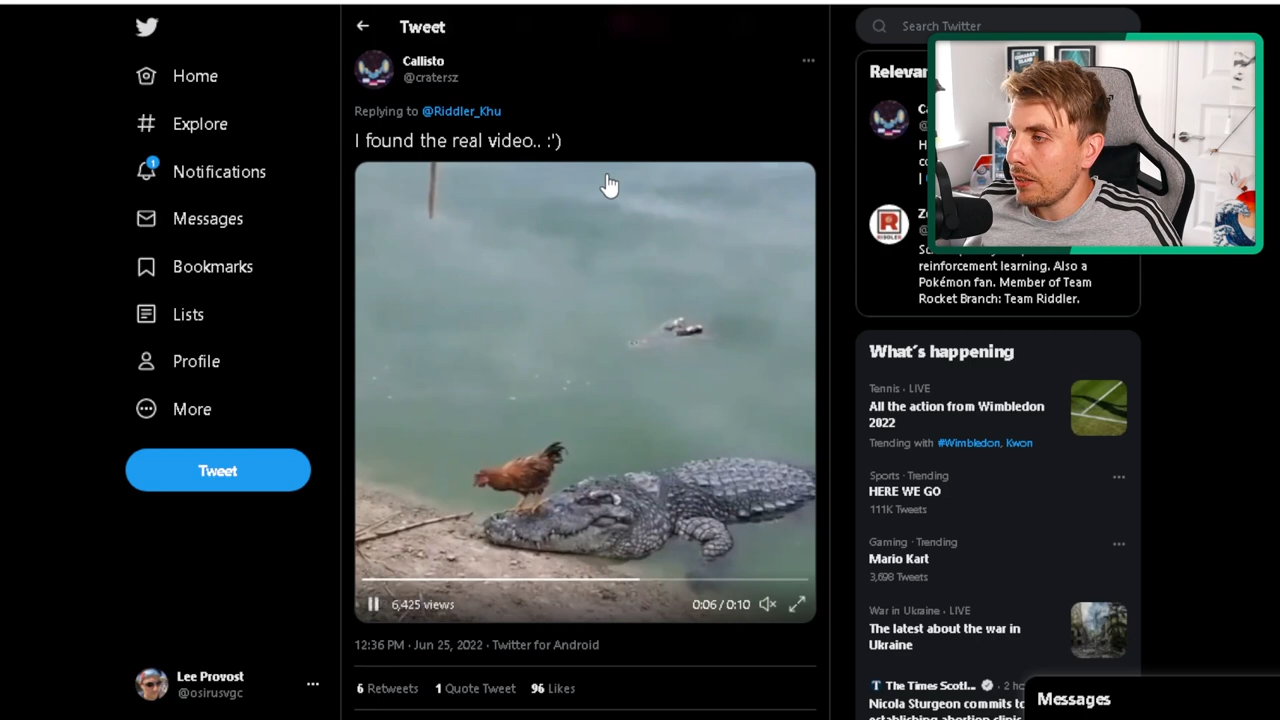 Home
Explore
Notifications
1
Messages
Bookmarks
Lists
Profile
More
Tweet
Lee Provost
@osirusvgc
Tweet
Callisto
@cratersz
Replying to @Riddler_Khu
I found the real video.. :')
6,425 views
0:06 / 0:10
12:36 PM · Jun 25, 2022 · Twitter for Android
6 Retweets 1 Quote Tweet 96 Likes
Search Twitter
reinforcement learning. Also a
Pokémon fan. Member of Team
Rocket Branch: Team Riddler.
What's happening
Tennis · LIVE
All the action from Wimbledon
2022
Trending with #Wimbledon, Kwon
Sports · Trending
HERE WE GO
111K Tweets
Gaming · Trending
Mario Kart
3,698 Tweets
War in Ukraine · LIVE
The latest about the war in
Ukraine
The Times Scotl...
Nicola Sturgeon commits to
Messages